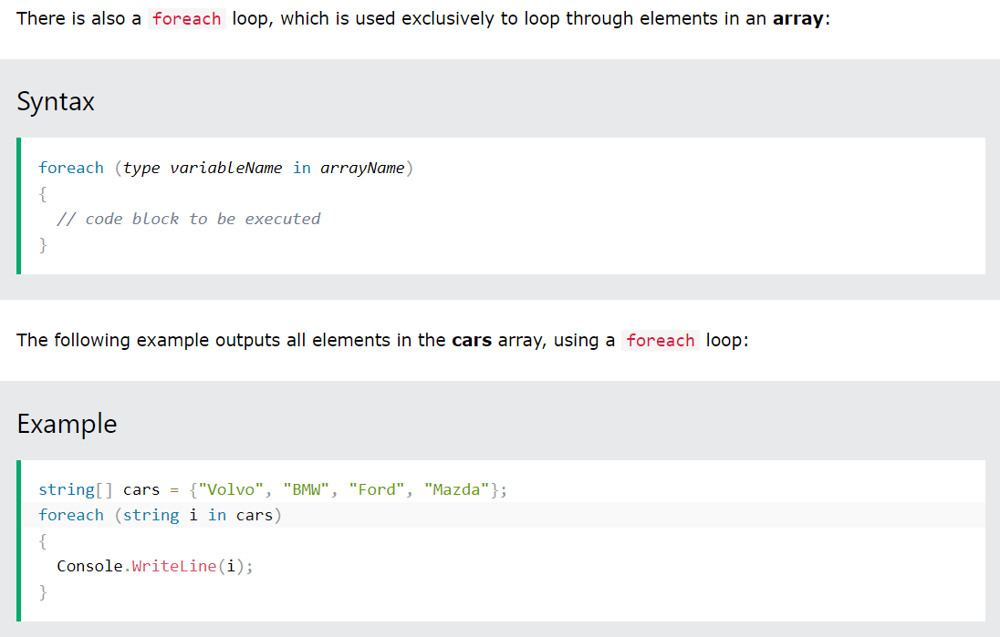 There is also a foreach loop, which is used exclusively to loop through elements in an array:
Syntax
foreach (type variableName in arrayName)
{
  // code block to be executed
}
The following example outputs all elements in the cars array, using a foreach loop:
Example
string[] cars = {"Volvo", "BMW", "Ford", "Mazda"};
foreach (string i in cars)
{
  Console.WriteLine(i);
}